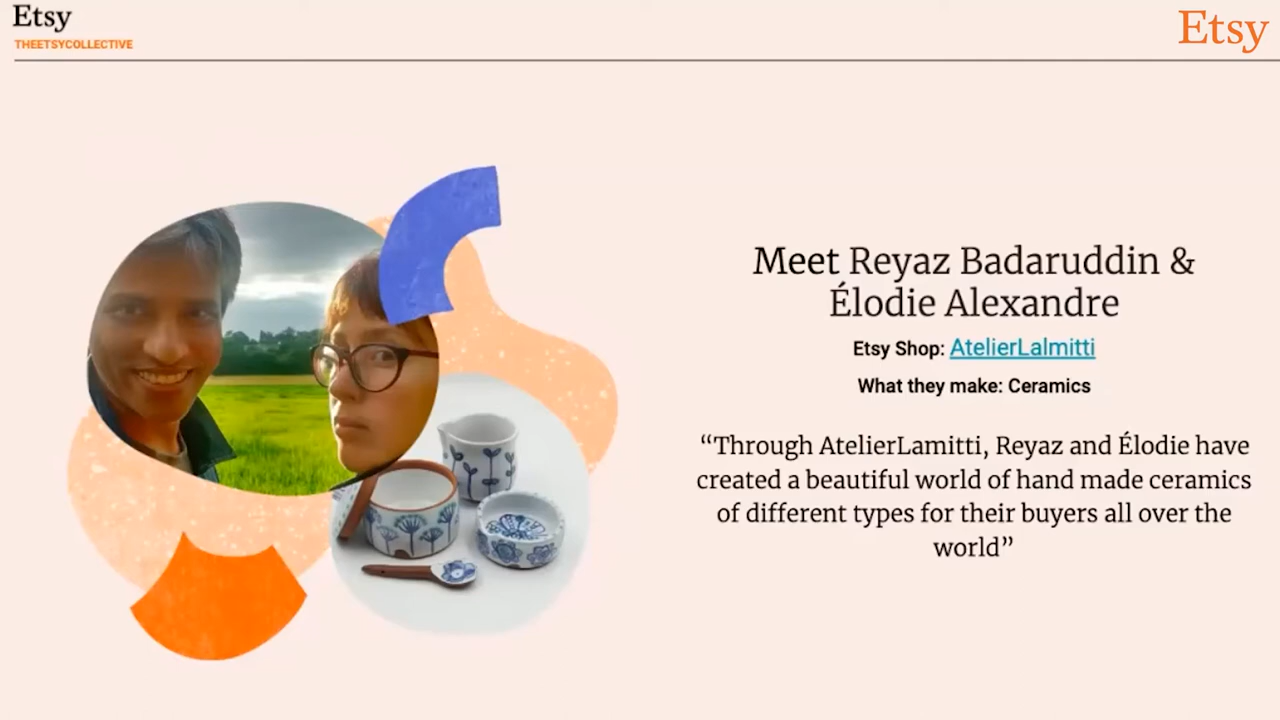 Etsy
THEETSYCOLLECTIVE
Etsy
Meet Reyaz Badaruddin &
Élodie Alexandre
Etsy Shop: AtelierLalmitti
What they make: Ceramics
“Through AtelierLamitti, Reyaz and Élodie have
created a beautiful world of hand made ceramics
of different types for their buyers all over the
world”